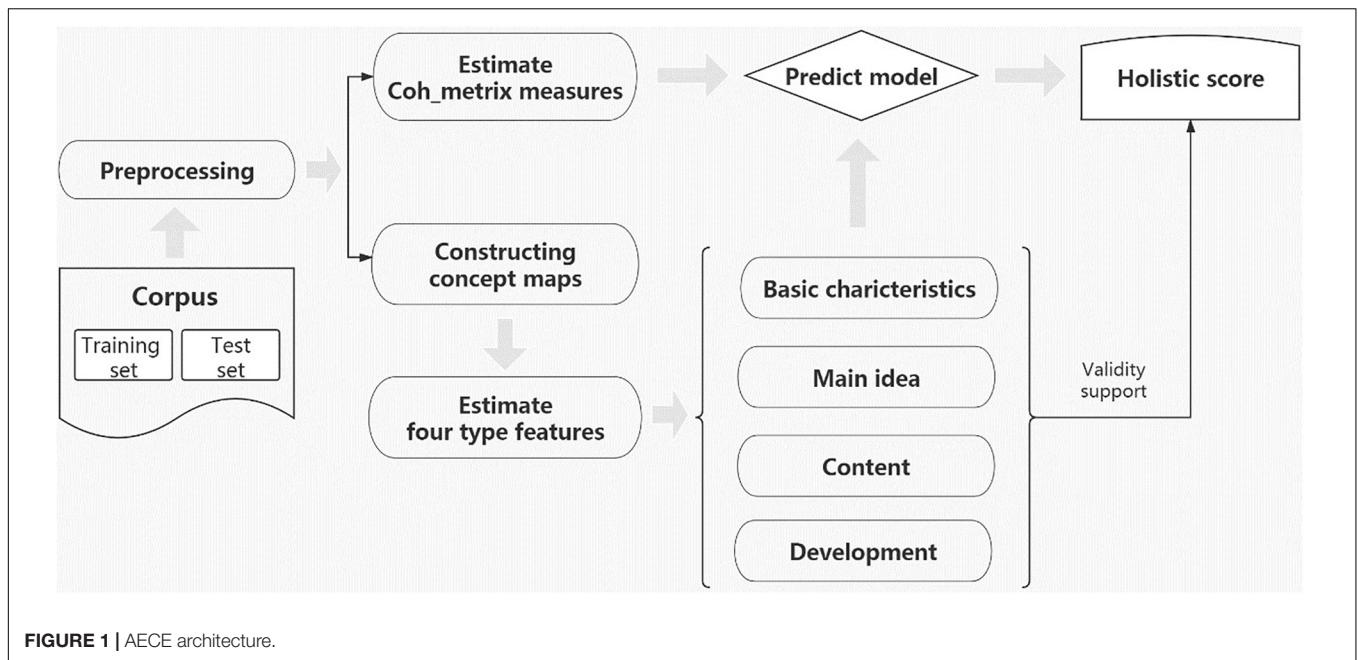 Estimate
Coh_metrix measures
Predict model
Holistic score
Preprocessing
Constructing
concept maps
Corpus
Training
set
Test
set
Estimate
four type features
Basic charicteristics
Main idea
Content
Development
Validity
support
FIGURE 1 | AECE architecture.